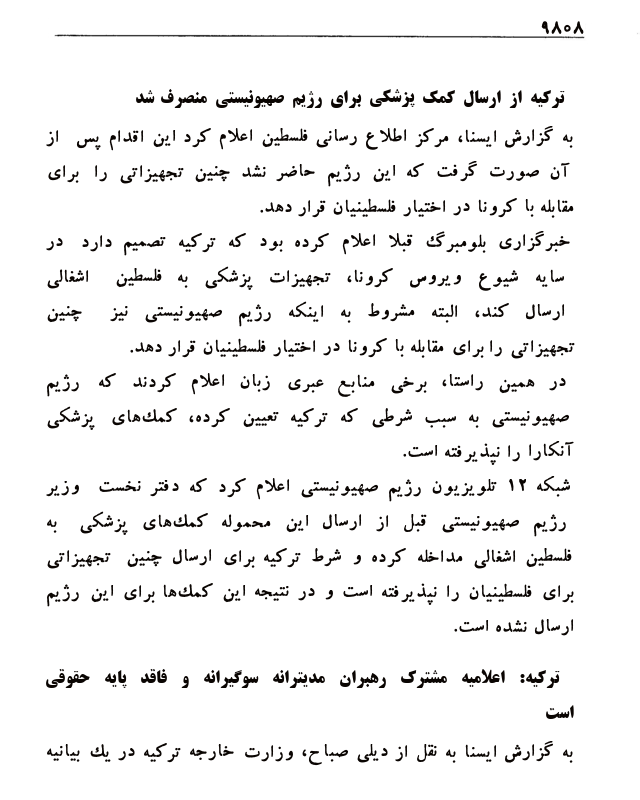 ۹۸۰۸
ترکیه از ارسال کمک پزشکی برای رژیم صهیونیستی منصرف شد
به گزارش ایسنا، مرکز اطلاع رسانی فلسطین اعلام کرد این اقدام پس از
آن صورت گرفت که این رژیم حاضر نشد چنین تجهیزاتی را برای
مقابله با کرونا در اختیار فلسطینیان قرار دهد.
خبرگزاری بلومبرگ قبلا اعلام کرده بود که ترکیه تصمیم دارد در
سایه شیوع ویروس کرونا، تجهیزات پزشکی به فلسطین اشغالی
ارسال کند، البته مشروط به اینکه رژیم صهیونیستی نیز چنین
تجهیزاتی را برای مقابله با کرونا در اختیار فلسطینیان قرار دهد.
در همین راستا، برخی منابع عبری زبان اعلام کردند که رژیم
صهیونیستی به سبب شرطی که ترکیه تعیین کرده، کمک‌های پزشکی
آنکارا را نپذیرفته است.
شبکه ۱۲ تلویزیون رژیم صهیونیستی اعلام کرد که دفتر نخست وزیر
رژیم صهیونیستی قبل از ارسال این محموله کمک‌های پزشکی به
فلسطین اشغالی مداخله کرده و شرط ترکیه برای ارسال چنین تجهیزاتی
برای فلسطینیان را نپذیرفته است و در نتیجه این کمک‌ها برای این رژیم
ارسال نشده است.
ترکیه: اعلامیه مشترک رهبران مدیترانه سوگیرانه و فاقد پایه حقوقی
است
به گزارش ایسنا به نقل از دیلی صباح، وزارت خارجه ترکیه در یک بیانیه